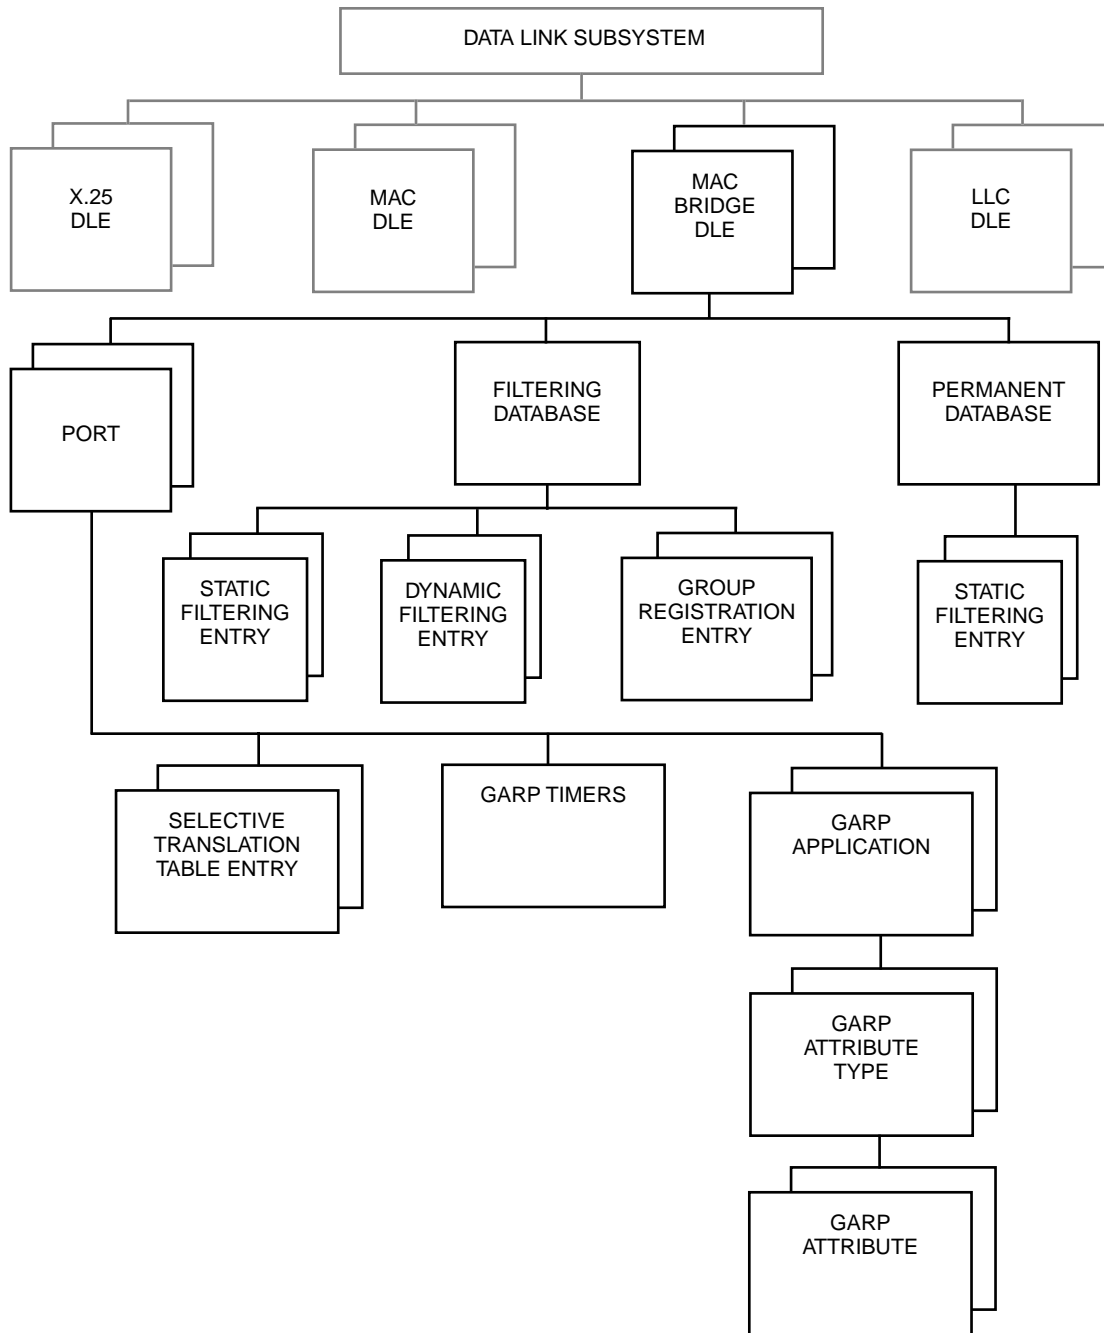 DATA LINK SUBSYSTEM
X.25
DLE
MAC
DLE
MAC
BRIDGE
DLE
LLC
DLE
PORT
FILTERING
DATABASE
PERMANENT
DATABASE
STATIC
FILTERING
ENTRY
DYNAMIC
FILTERING
ENTRY
GROUP
REGISTRATION
ENTRY
STATIC
FILTERING
ENTRY
SELECTIVE
TRANSLATION
TABLE ENTRY
GARP TIMERS
GARP
APPLICATION
GARP
ATTRIBUTE
TYPE
GARP
ATTRIBUTE